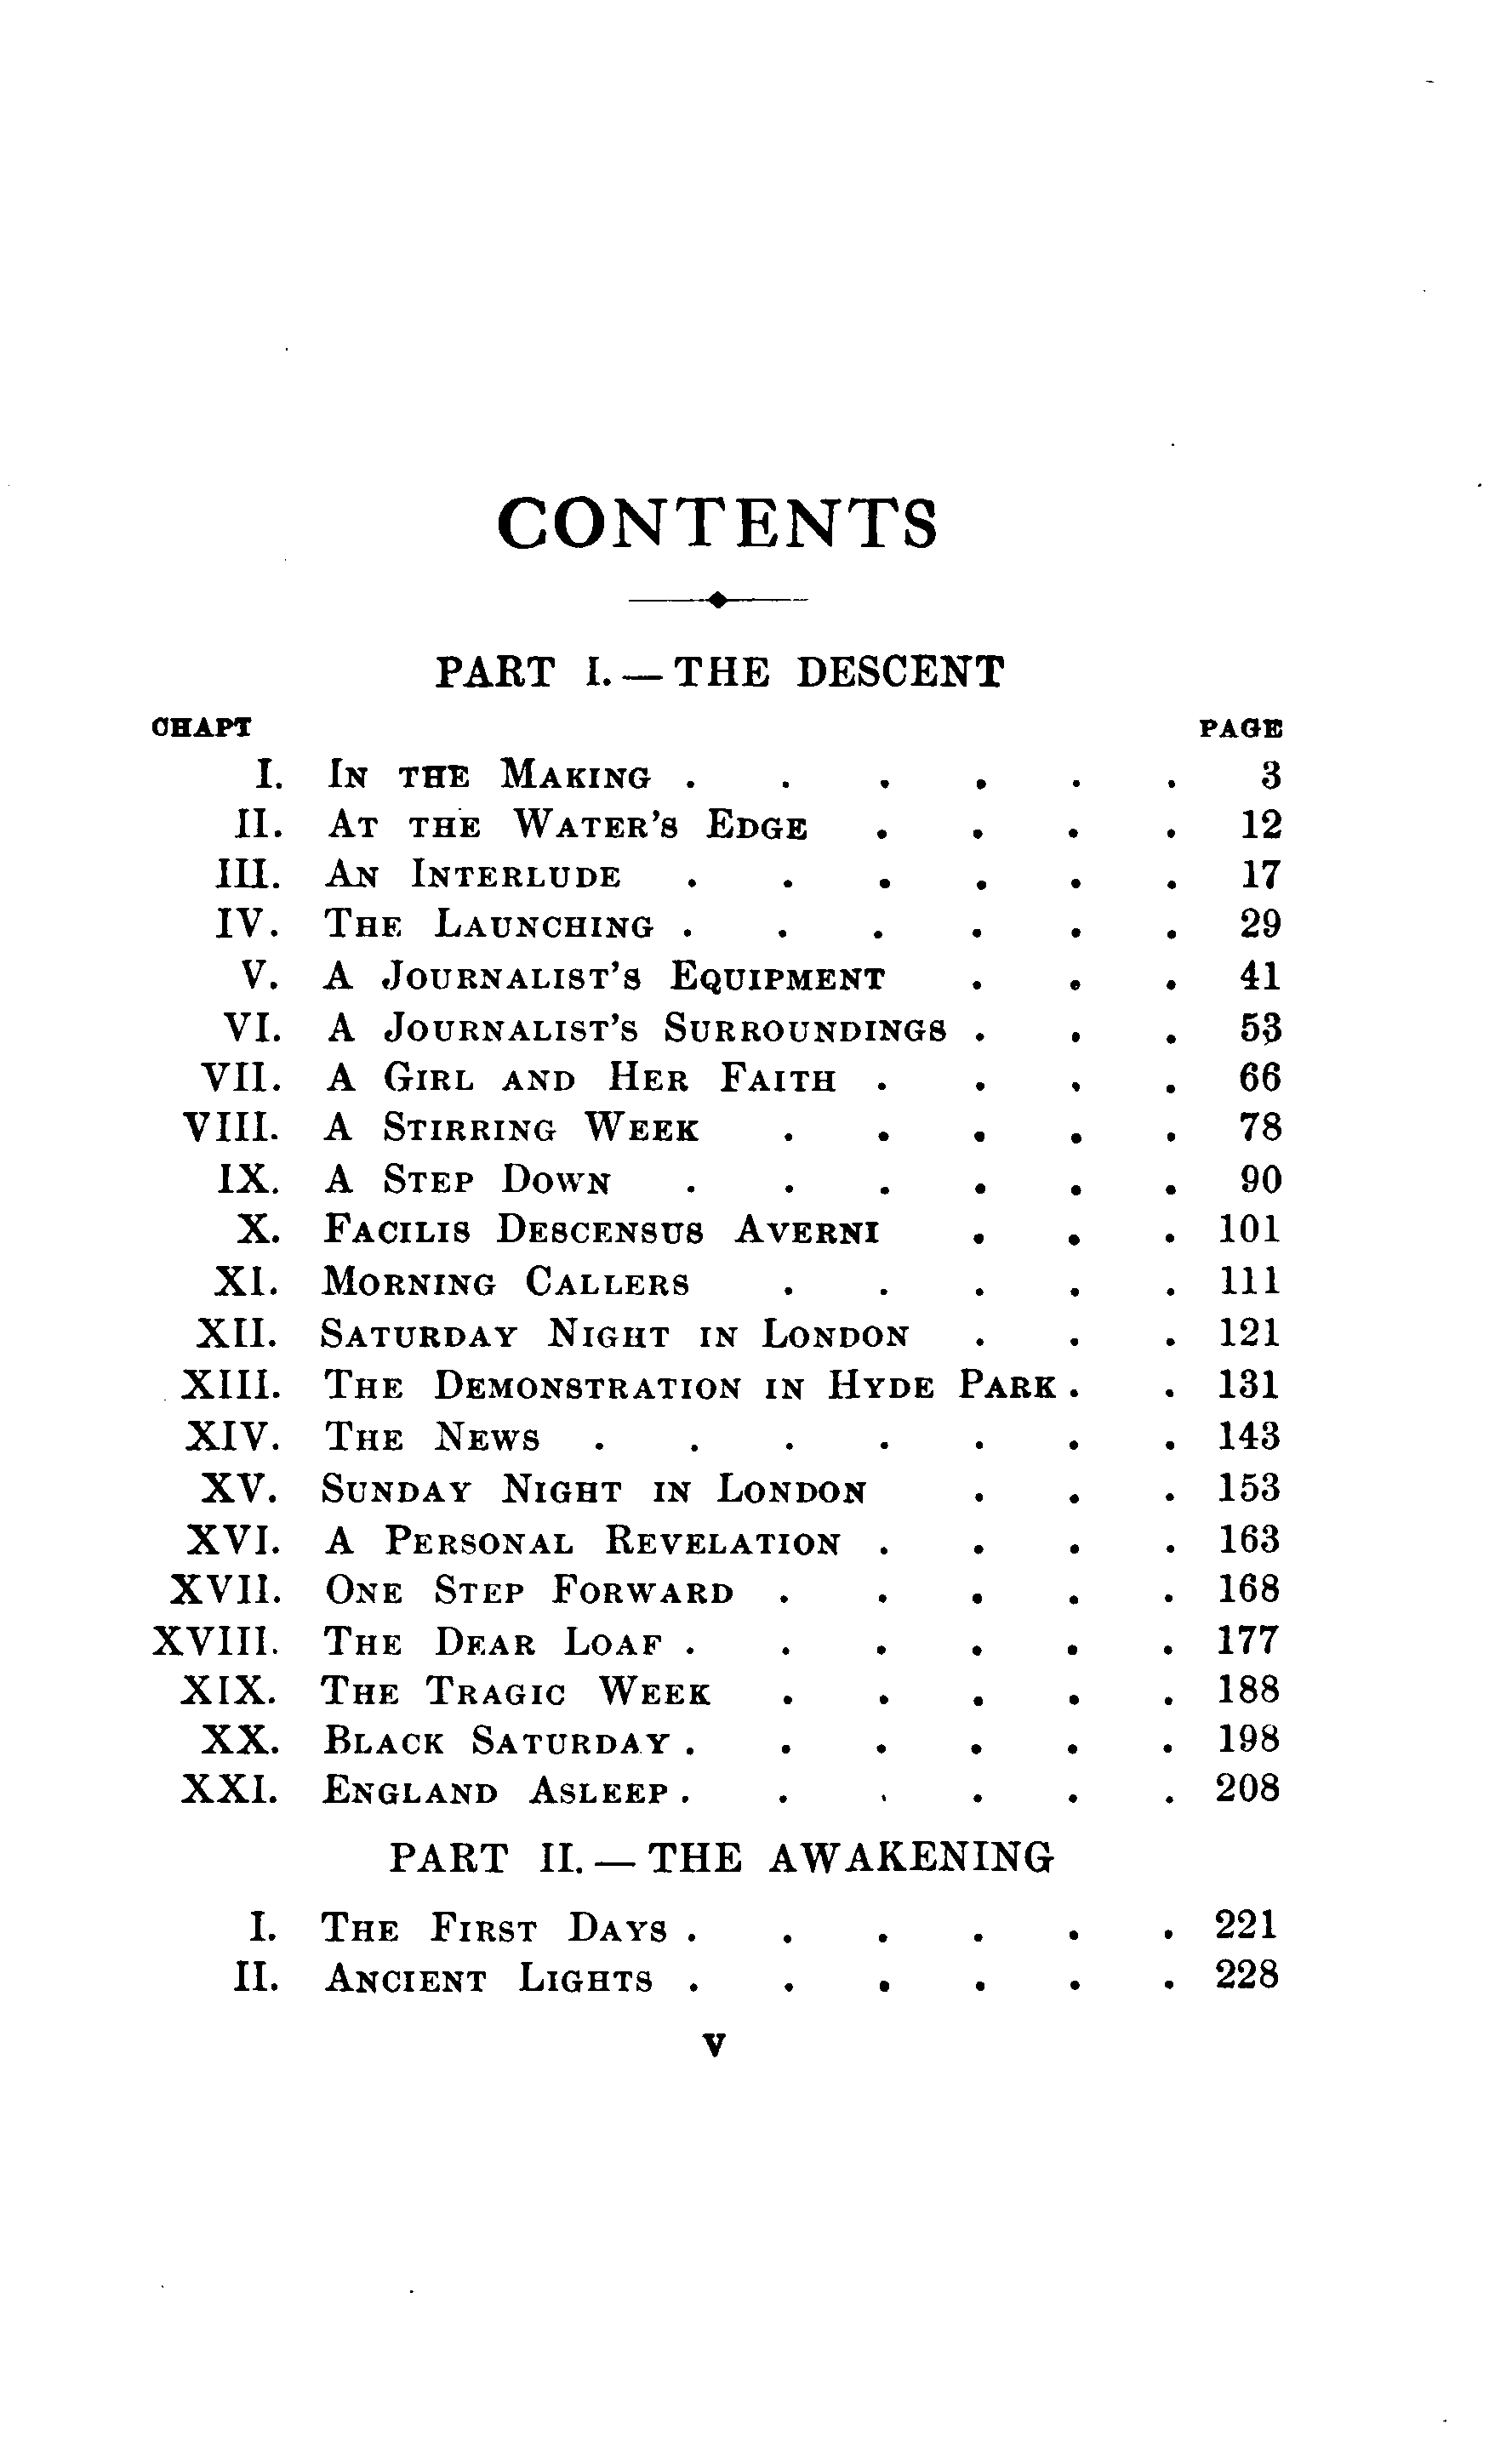 CONTENTS
PART I.—THE DESCENT
CHAPT PAGE
I. In the Making . . . . . . 3
II. At the Water's Edge . . . . 12
III. An Interlude . . . . . . 17
IV. The Launching . . . . . . 29
V. A Journalist's Equipment . . . 41
VI. A Journalist's Surroundings . . . 53
VII. A Girl and Her Faith . . . . 66
VIII. A Stirring Week . . . . . 78
IX. A Step Down . . . . . . 90
X. Facilis Descensus Averni . . . 101
XI. Morning Callers . . . . . 111
XII. Saturday Night in London . . . 121
XIII. The Demonstration in Hyde Park . . 131
XIV. The News . . . . . . . 143
XV. Sunday Night in London . . . 153
XVI. A Personal Revelation . . . . 163
XVII. One Step Forward . . . . . 168
XVIII. The Dear Loaf . . . . . . 177
XIX. The Tragic Week . . . . . 188
XX. Black Saturday . . . . . . 198
XXI. England Asleep . . . . . . 208
PART II.—THE AWAKENING
I. The First Days . . . . . . 221
II. Ancient Lights . . . . . . 228
v